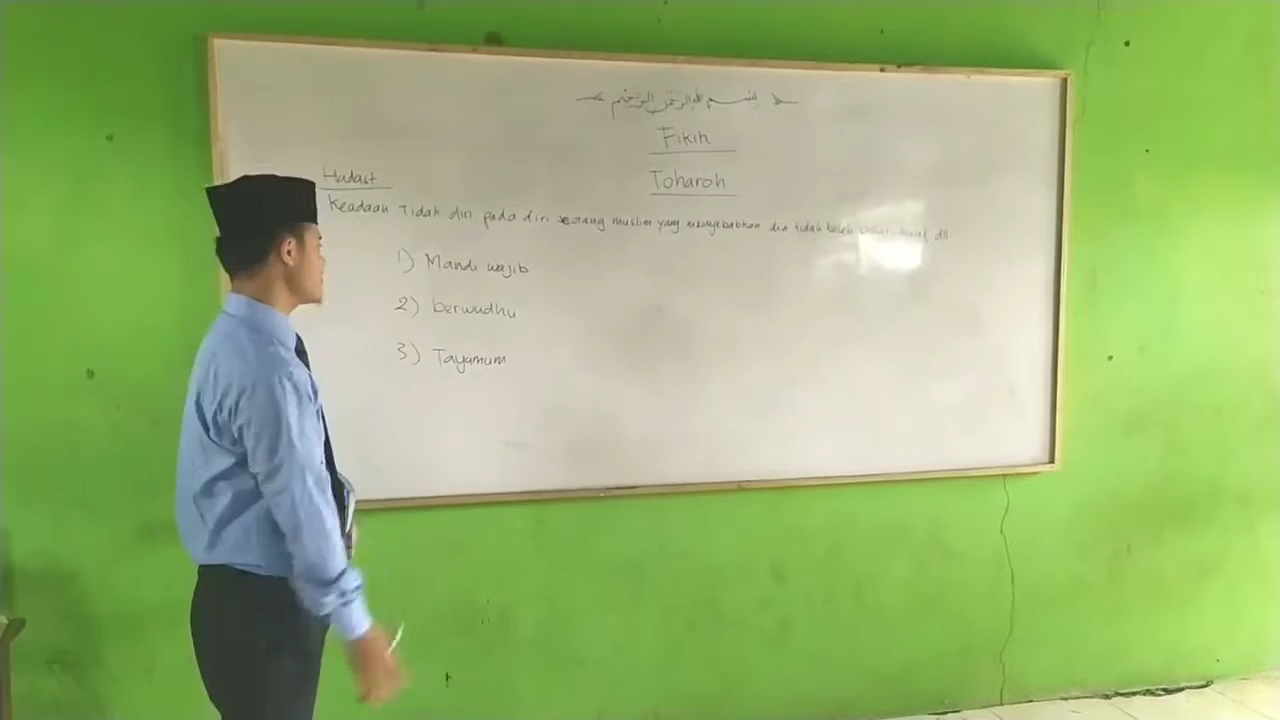 بسم الله الرحمن الرحيم
Fikih
Toharoh
Hadast
Keadaan Tidak diri pada diri seorang muslim yang menyebabkan dia tidak boleh dll
1) Mandi wajib
2) berwudhu
3) Tayamum